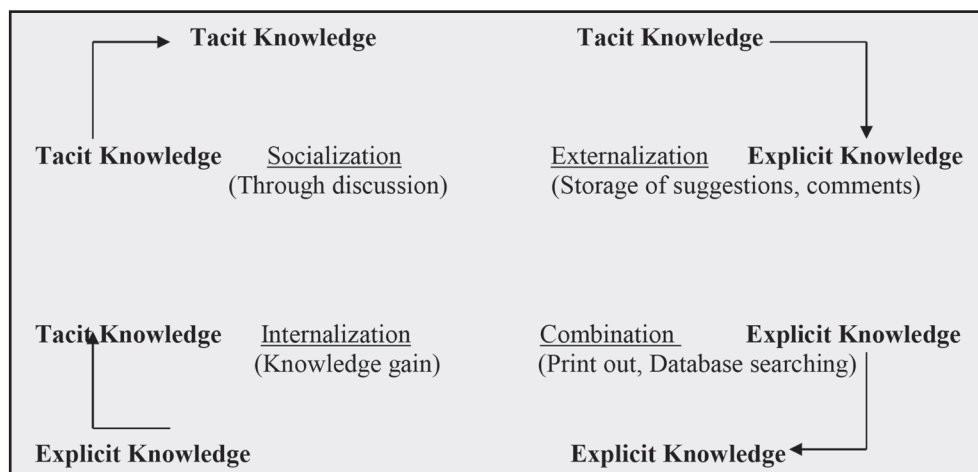 Tacit Knowledge
Tacit Knowledge
Tacit Knowledge Socialization
(Through discussion)
Externalization Explicit Knowledge
(Storage of suggestions, comments)
Tacit Knowledge Internalization
(Knowledge gain)
Combination Explicit Knowledge
(Print out, Database searching)
Explicit Knowledge
Explicit Knowledge